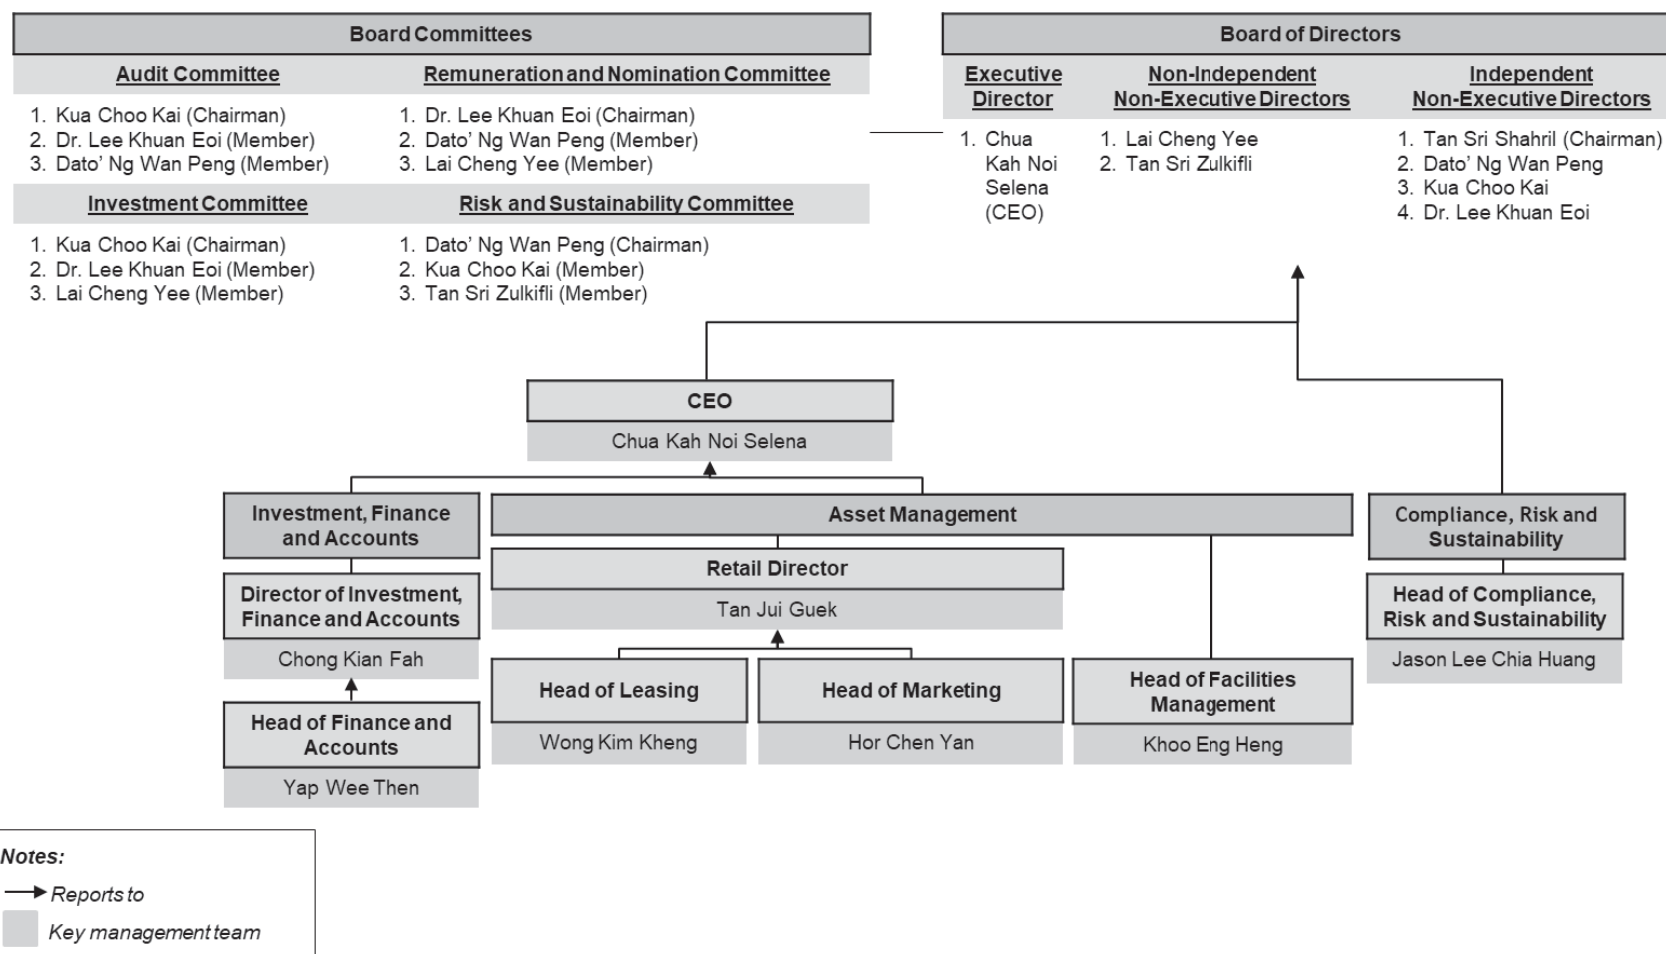 Board Committees
Audit Committee
Remuneration and Nomination Committee
1. Kua Choo Kai (Chairman)
2. Dr. Lee Khuan Eoi (Member)
3. Dato’ Ng Wan Peng (Member)
1. Dr. Lee Khuan Eoi (Chairman)
2. Dato’ Ng Wan Peng (Member)
3. Lai Cheng Yee (Member)
Investment Committee
Risk and Sustainability Committee
1. Kua Choo Kai (Chairman)
2. Dr. Lee Khuan Eoi (Member)
3. Lai Cheng Yee (Member)
1. Dato’ Ng Wan Peng (Chairman)
2. Kua Choo Kai (Member)
3. Tan Sri Zulkifli (Member)
Board of Directors
Executive
Director
1. Chua
Kah Noi
Selena
(CEO)
Non-Independent
Non-Executive Directors
1. Lai Cheng Yee
2. Tan Sri Zulkifli
Independent
Non-Executive Directors
1. Tan Sri Shahril (Chairman)
2. Dato’ Ng Wan Peng
3. Kua Choo Kai
4. Dr. Lee Khuan Eoi
CEO
Chua Kah Noi Selena
Investment, Finance
and Accounts
Director of Investment,
Finance and Accounts
Chong Kian Fah
Head of Finance and
Accounts
Yap Wee Then
Asset Management
Retail Director
Tan Jui Guek
Head of Leasing
Wong Kim Kheng
Head of Marketing
Hor Chen Yan
Head of Facilities
Management
Khoo Eng Heng
Compliance, Risk and
Sustainability
Head of Compliance,
Risk and Sustainability
Jason Lee Chia Huang
Notes:
Reports to
Key management team